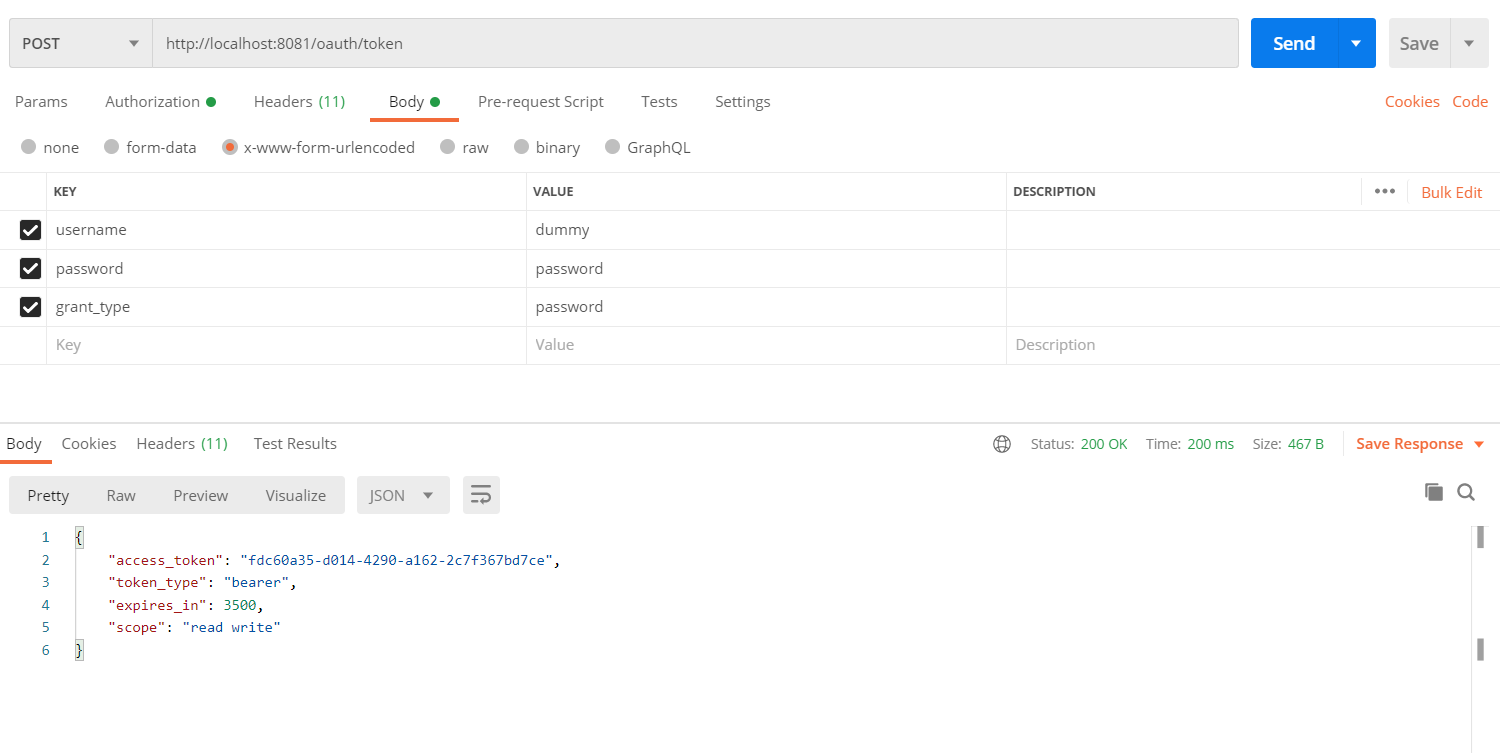 POST http://localhost:8081/oauth/token Send Save
Params Authorization Headers (11) Body Pre-request Script Tests Settings Cookies Code
none form-data x-www-form-urlencoded raw binary GraphQL
KEY VALUE DESCRIPTION ••• Bulk Edit
username dummy
password password
grant_type password
Key Value Description
Body Cookies Headers (11) Test Results Status: 200 OK Time: 200 ms Size: 467 B Save Response
Pretty Raw Preview Visualize JSON
1 {
2 "access_token": "fdc60a35-d014-4290-a162-2c7f367bd7ce",
3 "token_type": "bearer",
4 "expires_in": 3500,
5 "scope": "read write"
6 }